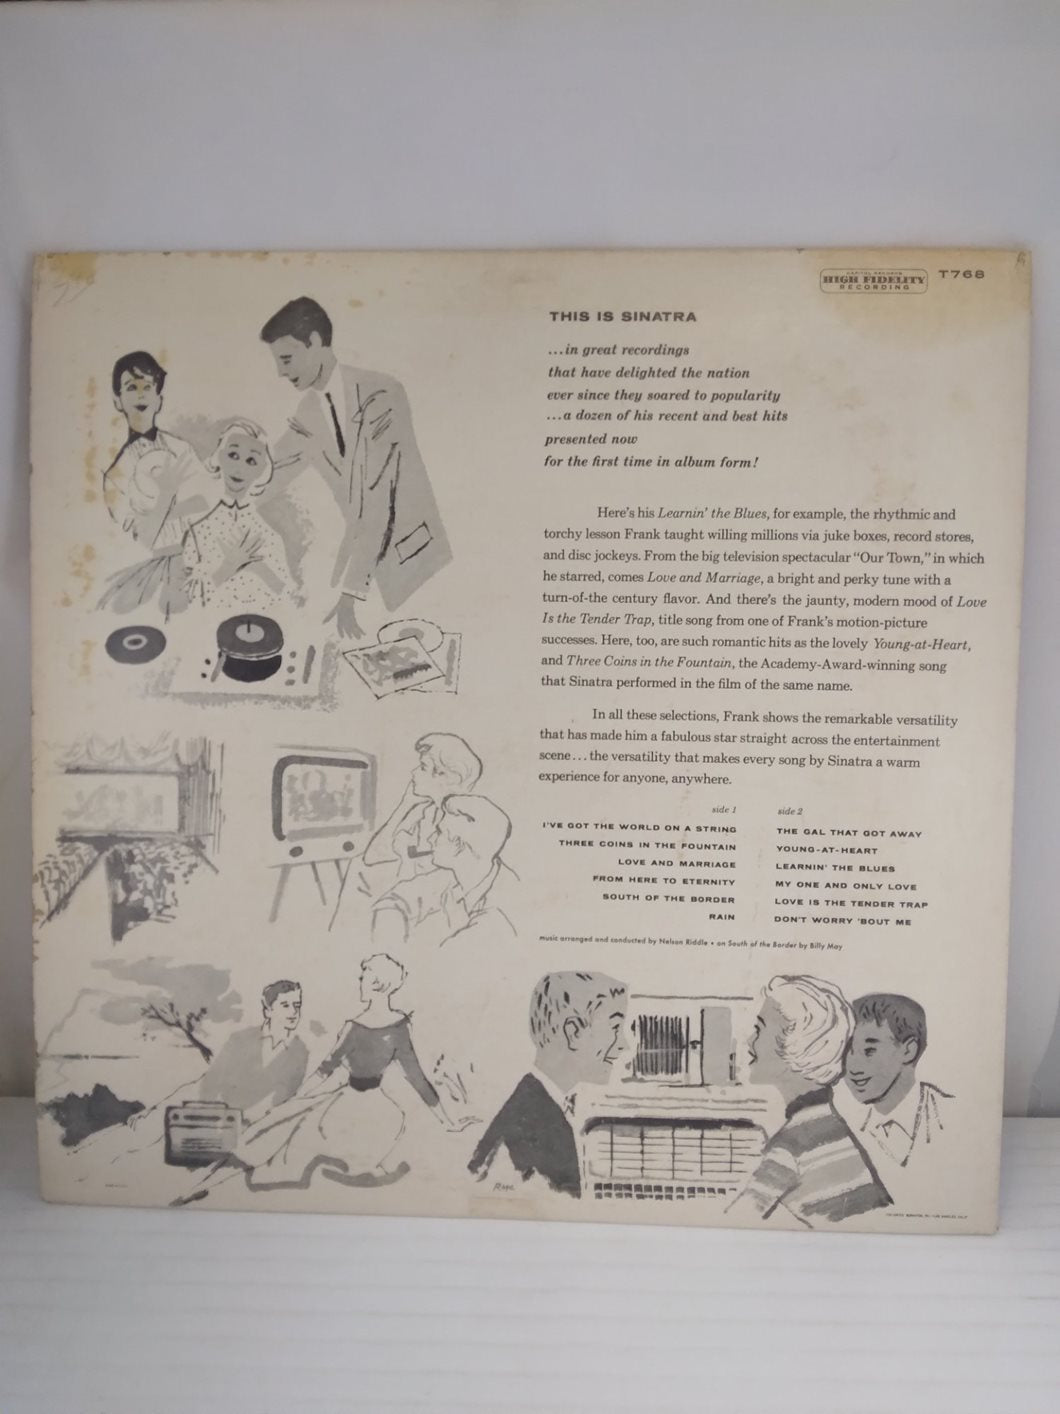 CAPITOL RECORDS
HIGH FIDELITY
RECORDING
T768
THIS IS SINATRA
...in great recordings
that have delighted the nation
ever since they soared to popularity
...a dozen of his recent and best hits
presented now
for the first time in album form!
Here's his Learnin' the Blues, for example, the rhythmic and
torchy lesson Frank taught willing millions via juke boxes, record stores,
and disc jockeys. From the big television spectacular "Our Town," in which
he starred, comes Love and Marriage, a bright and perky tune with a
turn-of-the century flavor. And there's the jaunty, modern mood of Love
Is the Tender Trap, title song from one of Frank's motion-picture
successes. Here, too, are such romantic hits as the lovely Young-at-Heart,
and Three Coins in the Fountain, the Academy-Award-winning song
that Sinatra performed in the film of the same name.
In all these selections, Frank shows the remarkable versatility
that has made him a fabulous star straight across the entertainment
scene...the versatility that makes every song by Sinatra a warm
experience for anyone, anywhere.
side 1
I'VE GOT THE WORLD ON A STRING
THREE COINS IN THE FOUNTAIN
LOVE AND MARRIAGE
FROM HERE TO ETERNITY
SOUTH OF THE BORDER
RAIN
side 2
THE GAL THAT GOT AWAY
YOUNG-AT-HEART
LEARNIN' THE BLUES
MY ONE AND ONLY LOVE
LOVE IS THE TENDER TRAP
DON'T WORRY 'BOUT ME
music arranged and conducted by Nelson Riddle • on South of the Border by Billy May